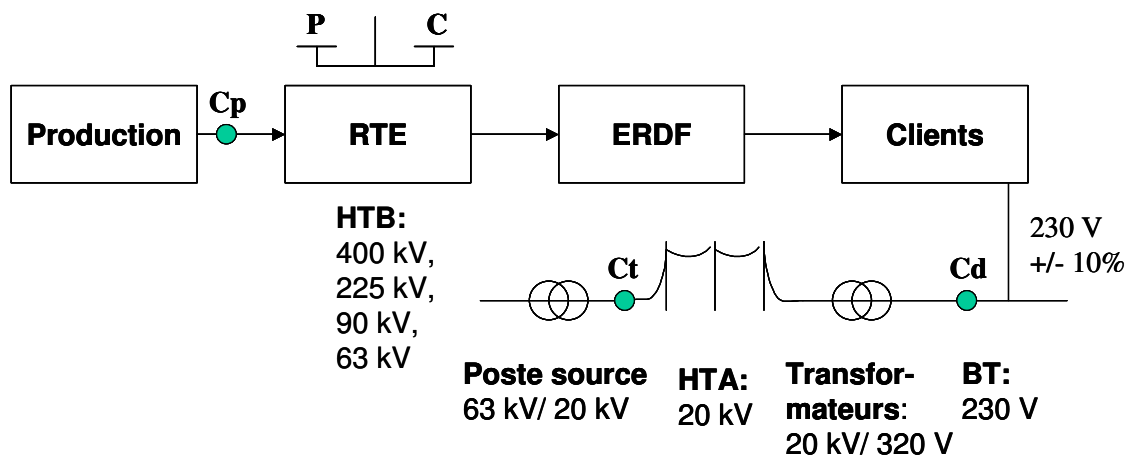 P
C
Cp
Production
RTE
ERDF
Clients
HTB:
400 kV,
225 kV,
90 kV,
63 kV
230 V
+/- 10%
Ct
Cd
Poste source
63 kV/ 20 kV
HTA:
20 kV
Transfor-
mateurs:
20 kV/ 320 V
BT:
230 V